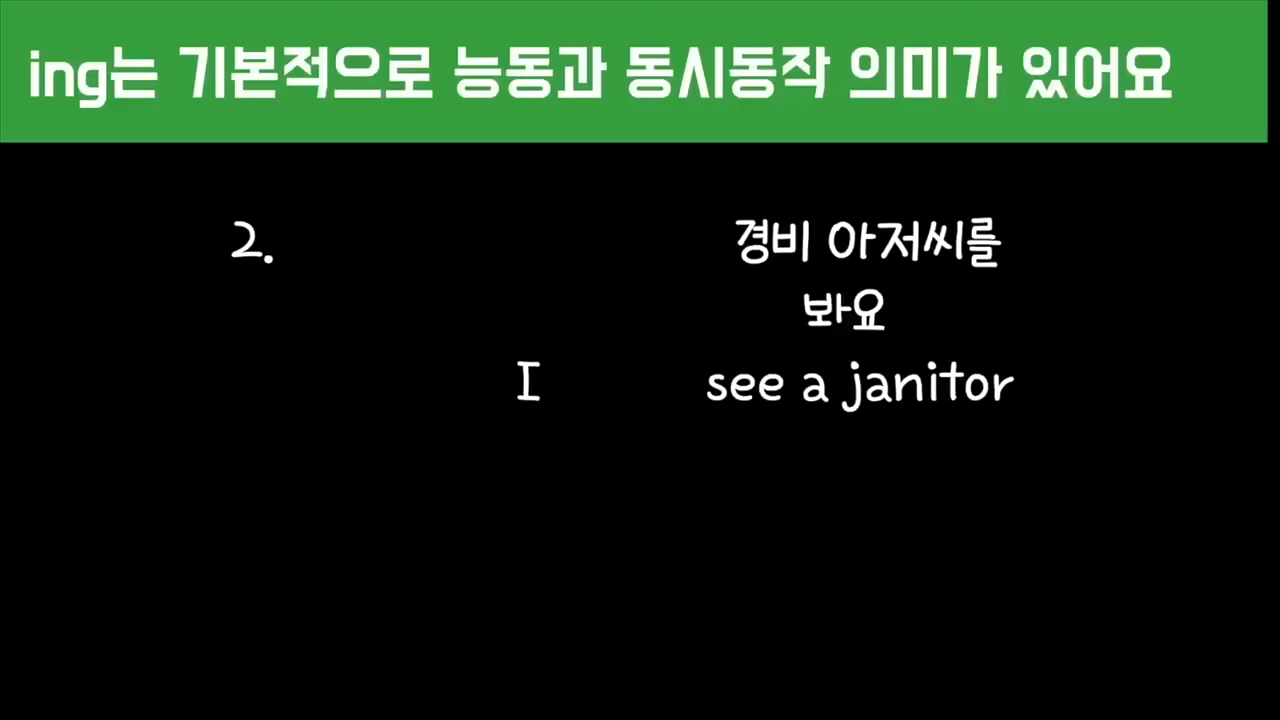 ing는 기본적으로 능동과 동시동작 의미가 있어요
2. 경비 아저씨를
봐요
I see a janitor